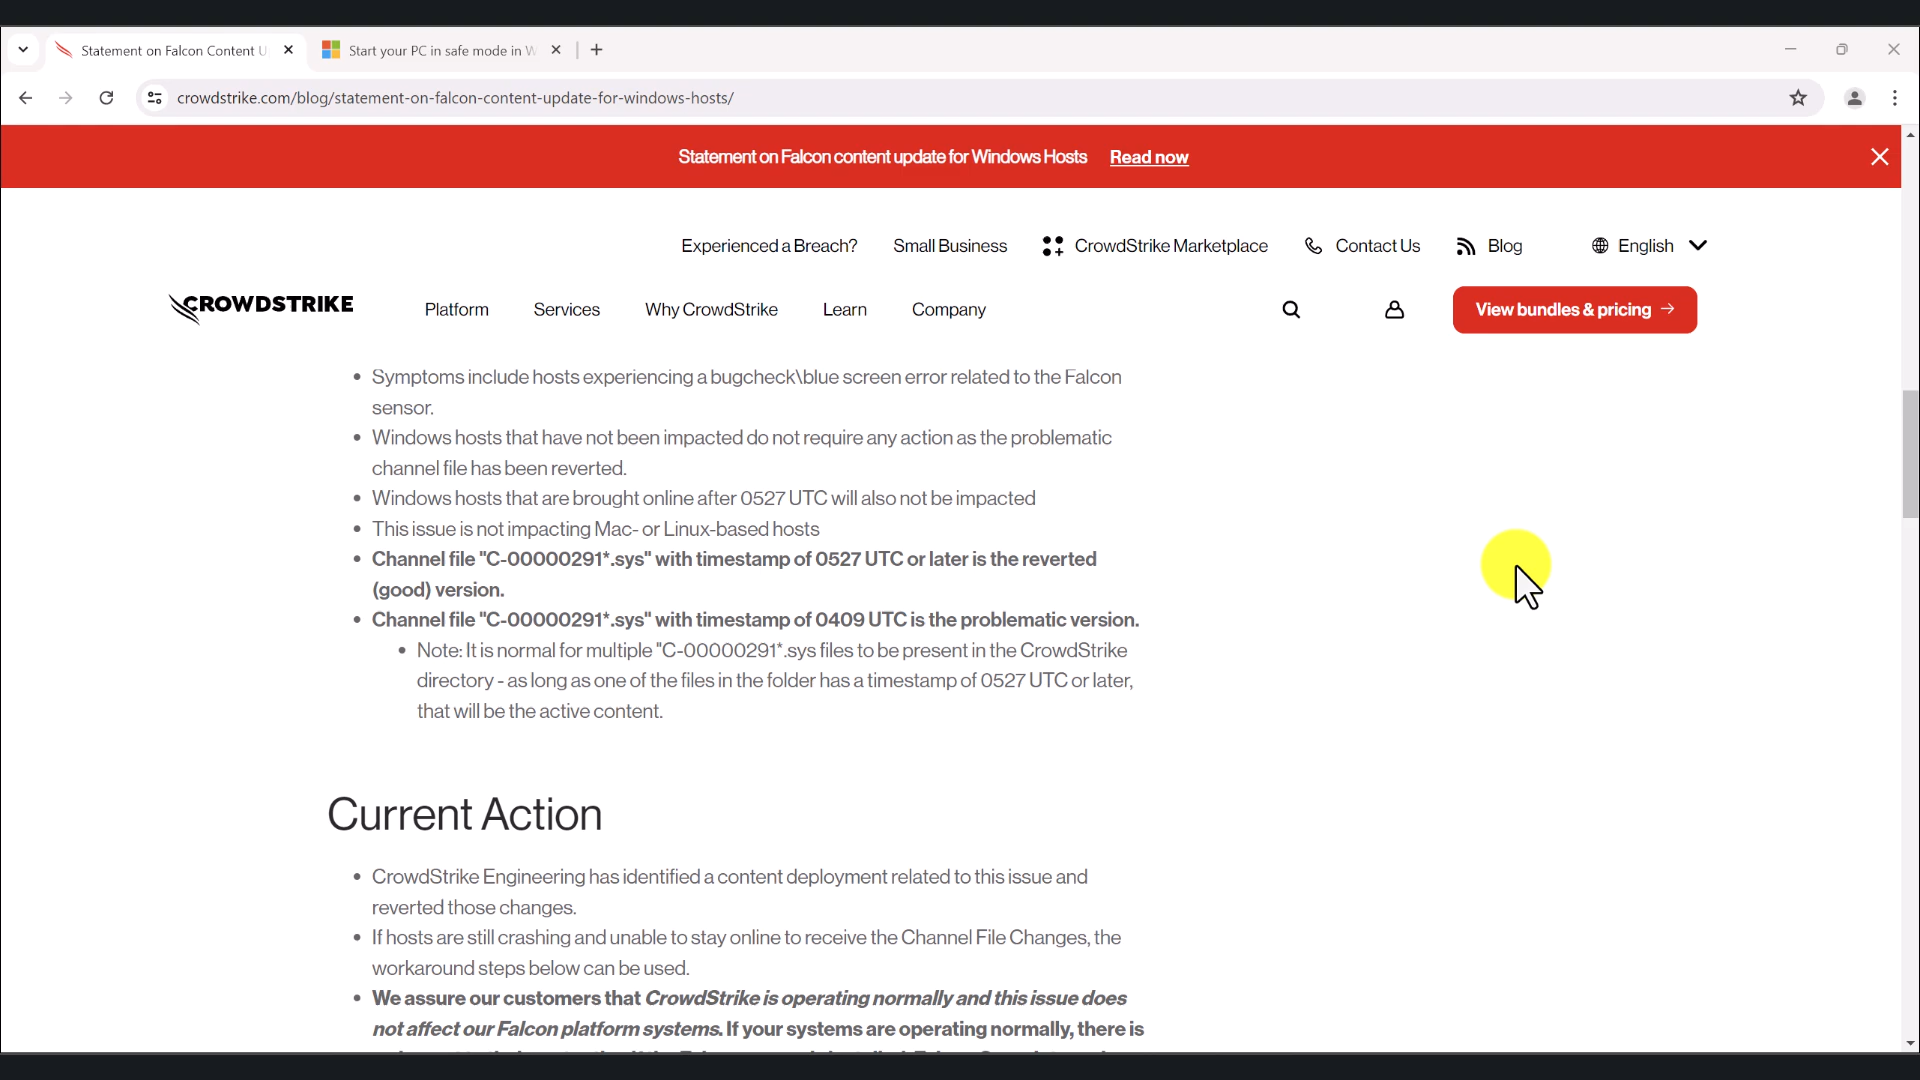 Statement on Falcon Content U
Start your PC in safe mode in W
crowdstrike.com/blog/statement-on-falcon-content-update-for-windows-hosts/
Statement on Falcon content update for Windows Hosts Read now
Experienced a Breach? Small Business CrowdStrike Marketplace Contact Us Blog English
CROWDSTRIKE Platform Services Why CrowdStrike Learn Company View bundles & pricing →
• Symptoms include hosts experiencing a bugcheck\blue screen error related to the Falcon
sensor.
• Windows hosts that have not been impacted do not require any action as the problematic
channel file has been reverted.
• Windows hosts that are brought online after 0527 UTC will also not be impacted
• This issue is not impacting Mac- or Linux-based hosts
• Channel file "C-00000291*.sys" with timestamp of 0527 UTC or later is the reverted
(good) version.
• Channel file "C-00000291*.sys" with timestamp of 0409 UTC is the problematic version.
• Note: It is normal for multiple "C-00000291*.sys files to be present in the CrowdStrike
directory - as long as one of the files in the folder has a timestamp of 0527 UTC or later,
that will be the active content.
Current Action
• CrowdStrike Engineering has identified a content deployment related to this issue and
reverted those changes.
• If hosts are still crashing and unable to stay online to receive the Channel File Changes, the
workaround steps below can be used.
• We assure our customers that CrowdStrike is operating normally and this issue does
not affect our Falcon platform systems. If your systems are operating normally, there is